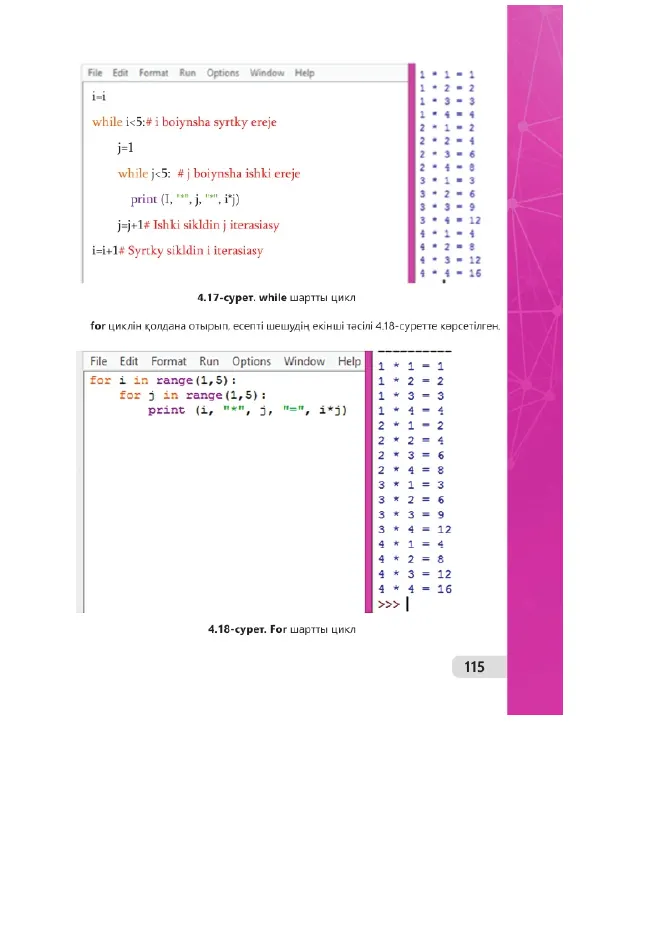 File Edit Format Run Options Window Help
i=i
while i<5:# i boiynsha syrtky ereje
j=1
while j<5: # j boiynsha ishki ereje
print (I, "*", j, "*", i*j)
j=j+1# Ishki sikldin j iterasiasy
i=i+1# Syrtky sikldin i iterasiasy
1 * 1 = 1
1 * 2 = 2
1 * 3 = 3
1 * 4 = 4
2 * 1 = 2
2 * 2 = 4
2 * 3 = 6
2 * 4 = 8
3 * 1 = 3
3 * 2 = 6
3 * 3 = 9
3 * 4 = 12
4 * 1 = 4
4 * 2 = 8
4 * 3 = 12
4 * 4 = 16
4.17-сурет. while шартты цикл
for циклін қолдана отырып, есепті шешудің екінші тәсілі 4.18-суретте көрсетілген.
File Edit Format Run Options Window Help
for i in range(1,5):
for j in range(1,5):
print (i, "*", j, "=", i*j)
----------
1 * 1 = 1
1 * 2 = 2
1 * 3 = 3
1 * 4 = 4
2 * 1 = 2
2 * 2 = 4
2 * 3 = 6
2 * 4 = 8
3 * 1 = 3
3 * 2 = 6
3 * 3 = 9
3 * 4 = 12
4 * 1 = 4
4 * 2 = 8
4 * 3 = 12
4 * 4 = 16
>>>
4.18-сурет. For шартты цикл
115